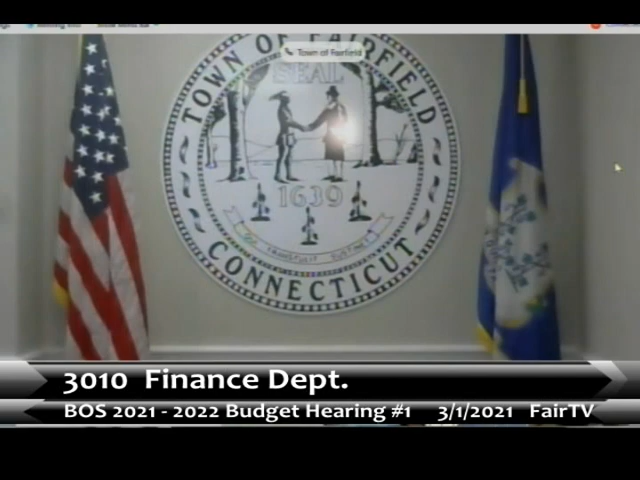 Town of Fairfield
TOWN OF FAIRFIELD
SEAL
1639
CONNECTICUT
3010 Finance Dept.
BOS 2021 - 2022 Budget Hearing #1 3/1/2021 FairTV